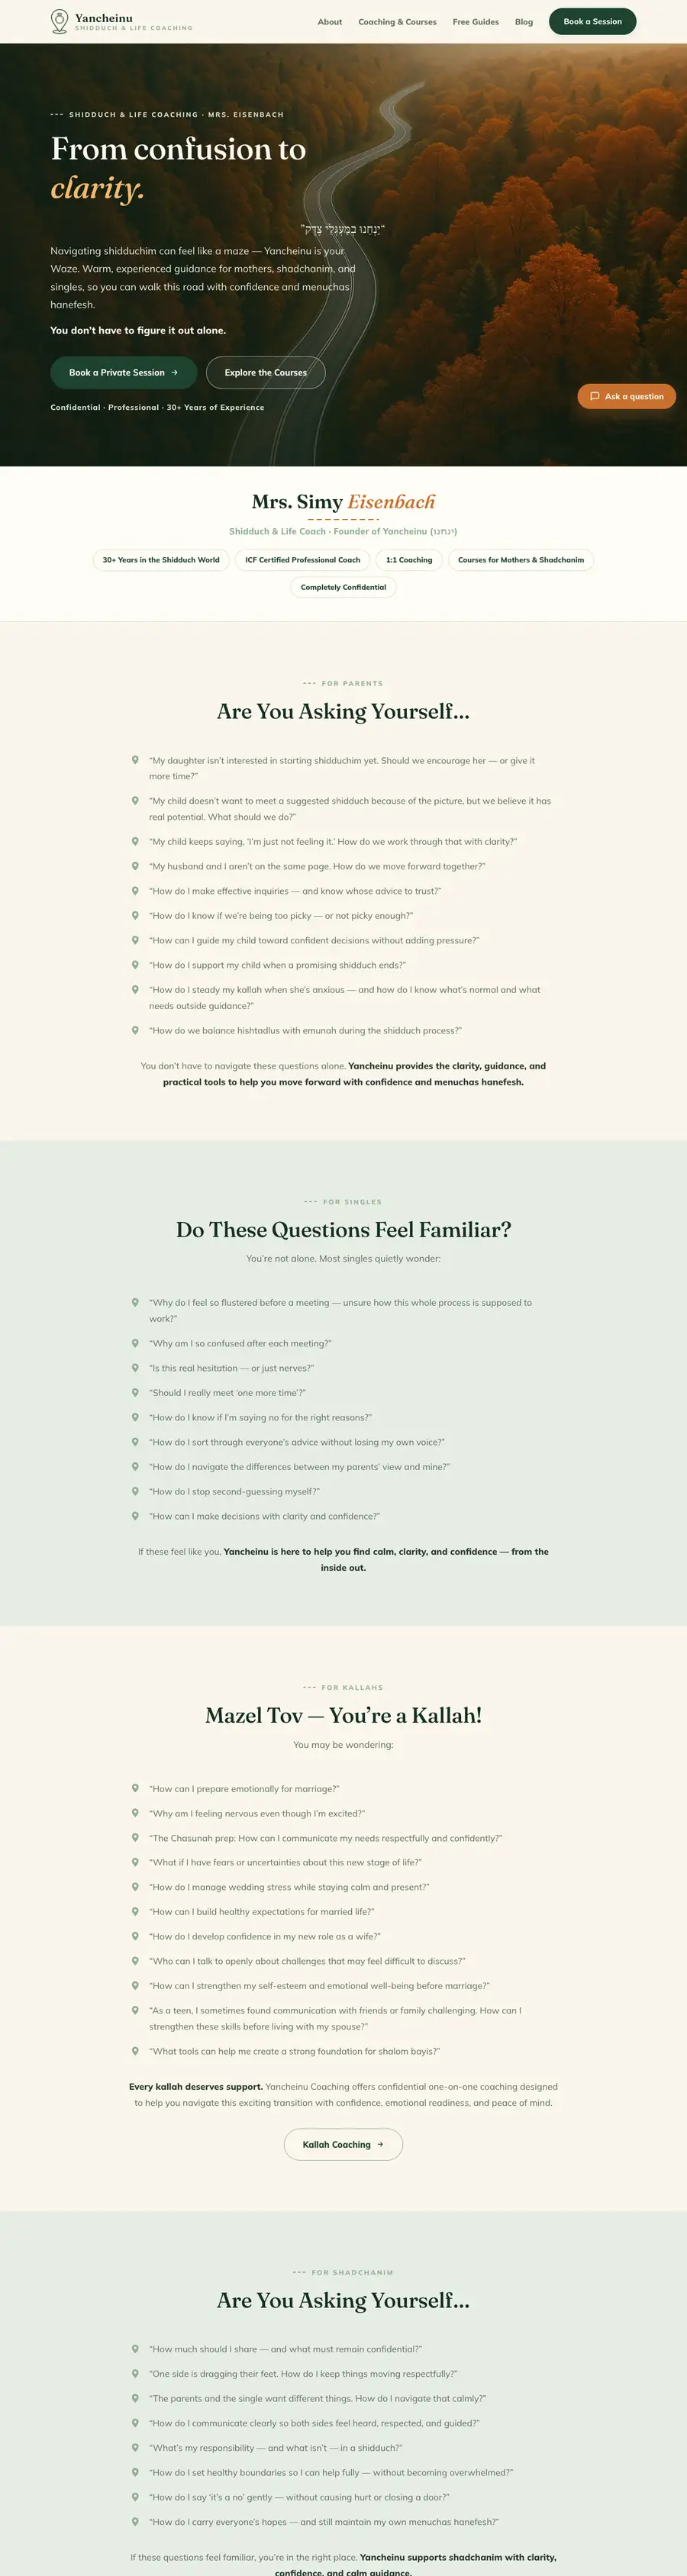 Yancheinu
SHIDDUCH & LIFE COACHING
About
Coaching & Courses
Free Guides
Blog
Book a Session
SHIDDUCH & LIFE COACHING · MRS. EISENBACH
From confusion to
clarity.
"יַנְחֵנוּ בְמַעְגְּלֵי צֶדֶק"
Navigating shidduchim can feel like a maze — Yancheinu is your
Waze. Warm, experienced guidance for mothers, shadchanim, and
singles, so you can walk this road with confidence and menuchas
hanefesh.
You don't have to figure it out alone.
Book a Private Session →
Explore the Courses
Ask a question
Confidential · Professional · 30+ Years of Experience
Mrs. Simy Eisenbach
Shidduch & Life Coach · Founder of Yancheinu (ינחנו)
30+ Years in the Shidduch World
ICF Certified Professional Coach
1:1 Coaching
Courses for Mothers & Shadchanim
Completely Confidential
FOR PARENTS
Are You Asking Yourself…
“My daughter isn’t interested in starting shidduchim yet. Should we encourage her — or give it
more time?”
“My child doesn’t want to meet a suggested shidduch because of the picture, but we believe it has
real potential. What should we do?”
“My child keeps saying, ‘I’m just not feeling it.’ How do we work through that with clarity?”
“My husband and I aren’t on the same page. How do we move forward together?”
“How do I make effective inquiries — and know whose advice to trust?”
“How do I know if we’re being too picky — or not picky enough?”
“How can I guide my child toward confident decisions without adding pressure?”
“How do I support my child when a promising shidduch ends?”
“How do I steady my kallah when she’s anxious — and how do I know what’s normal and what
needs outside guidance?”
“How do we balance hishtadlus with emunah during the shidduch process?”
You don’t have to navigate these questions alone. Yancheinu provides the clarity, guidance, and
practical tools to help you move forward with confidence and menuchas hanefesh.
FOR SINGLES
Do These Questions Feel Familiar?
You’re not alone. Most singles quietly wonder:
“Why do I feel so flustered before a meeting — unsure how this whole process is supposed to
work?”
“Why am I so confused after each meeting?”
“Is this real hesitation — or just nerves?”
“Should I really meet ‘one more time’?”
“How do I know if I’m saying no for the right reasons?”
“How do I sort through everyone’s advice without losing my own voice?”
“How do I navigate the differences between my parents’ view and mine?”
“How do I stop second-guessing myself?”
“How can I make decisions with clarity and confidence?”
If these feel like you, Yancheinu is here to help you find calm, clarity, and confidence — from the
inside out.
FOR KALLAHS
Mazel Tov — You’re a Kallah!
You may be wondering:
“How can I prepare emotionally for marriage?”
“Why am I feeling nervous even though I’m excited?”
“The Chasunah prep: How can I communicate my needs respectfully and confidently?”
“What if I have fears or uncertainties about this new stage of life?”
“How do I manage wedding stress while staying calm and present?”
“How can I build healthy expectations for married life?”
“How do I develop confidence in my new role as a wife?”
“Who can I talk to openly about challenges that may feel difficult to discuss?”
“How can I strengthen my self-esteem and emotional well-being before marriage?”
“As a teen, I sometimes found communication with friends or family challenging. How can I
strengthen these skills before living with my spouse?”
“What tools can help me create a strong foundation for shalom bayis?”
Every kallah deserves support. Yancheinu Coaching offers confidential one-on-one coaching designed
to help you navigate this exciting transition with confidence, emotional readiness, and peace of mind.
Kallah Coaching →
FOR SHADCHANIM
Are You Asking Yourself…
“How much should I share — and what must remain confidential?”
“One side is dragging their feet. How do I keep things moving respectfully?”
“The parents and the single want different things. How do I navigate that calmly?”
“How do I communicate clearly so both sides feel heard, respected, and guided?”
“What’s my responsibility — and what isn’t — in a shidduch?”
“How do I set healthy boundaries so I can help fully — without becoming overwhelmed?”
“How do I say ‘it’s a no’ gently — without causing hurt or closing a door?”
“How do I carry everyone’s hopes — and still maintain my own menuchas hanefesh?”
If these questions feel familiar, you’re in the right place. Yancheinu supports shadchanim with clarity,
confidence, and calm guidance.